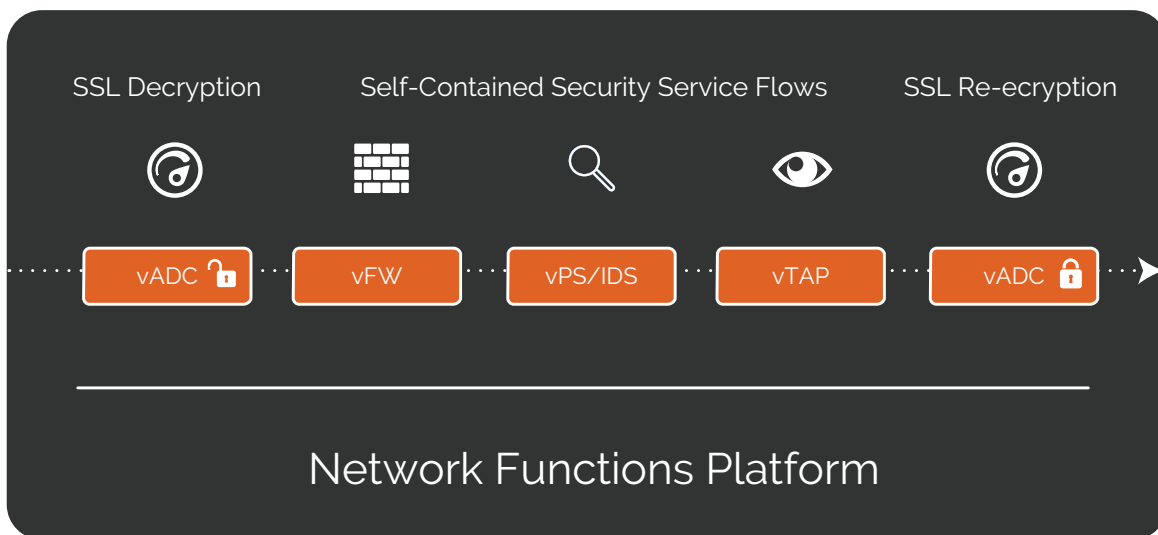 SSL Decryption
Self-Contained Security Service Flows
SSL Re-ecryption
vADC
vFW
vPS/IDS
vTAP
vADC
Network Functions Platform